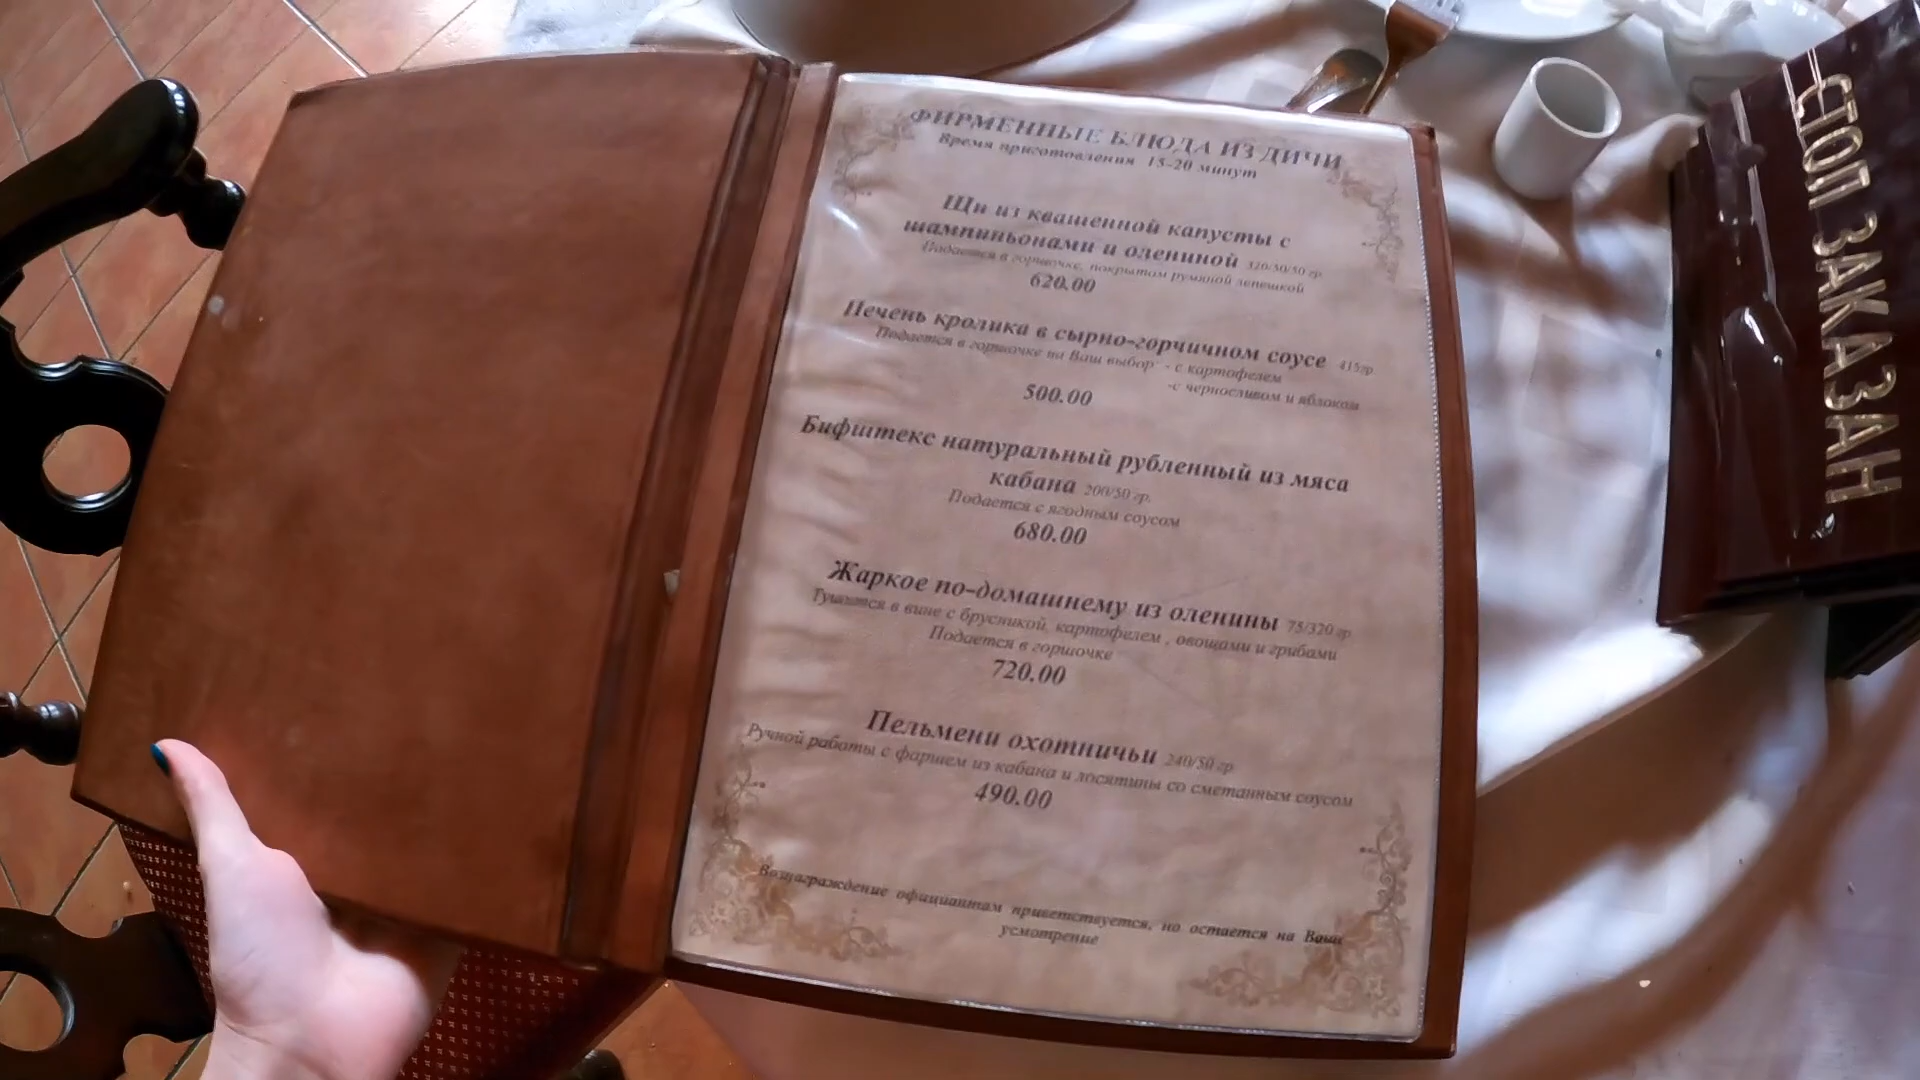 ФИРМЕННЫЕ БЛЮДА ИЗ ДИЧИ
Время приготовления 15-20 минут
Щи из квашенной капусты с
шампиньонами и олениной 320/50/50 гр.
Подается в горшочке, покрытом румяной лепешкой
620.00
Печень кролика в сырно-горчичном соусе 415гр.
Подается в горшочке на Ваш выбор - с картофелем
-с черносливом и яблоком
500.00
Бифштекс натуральный рубленный из мяса
кабана 200/50 гр.
Подается с ягодным соусом
680.00
Жаркое по-домашнему из оленины 75/320 гр.
Тушится в вине с брусникой, картофелем , овощами и грибами
Подается в горшочке
720.00
Пельмени охотничьи 240/50 гр
Ручной работы с фаршем из кабана и лосятины со сметанным соусом
490.00
Вознаграждение официантам приветствуется, но остается на Ваше
усмотрение
СТОЛ ЗАКАЗАН